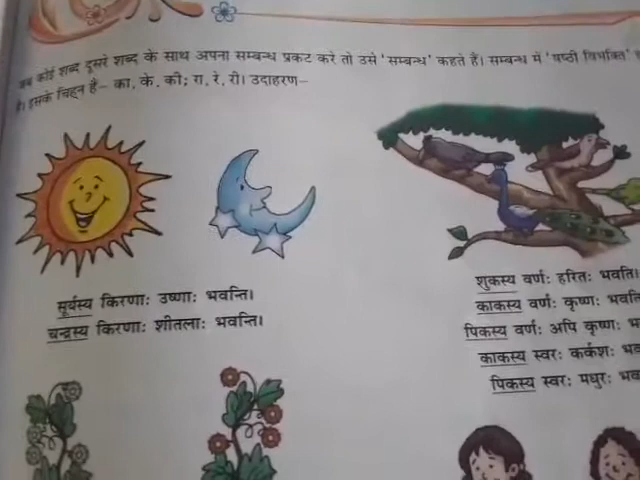 जब कोई शब्द दूसरे शब्द के साथ अपना सम्बन्ध प्रकट करे तो उसे 'सम्बन्ध' कहते हैं। सम्बन्ध में 'षष्ठी विभक्ति'
है। इसके चिह्न हैं– का, के, की; रा, रे, री। उदाहरण–
सूर्यस्य किरणाः उष्णाः भवन्ति।
चन्द्रस्य किरणाः शीतलाः भवन्ति।
शुकस्य वर्णः हरितः भवति।
काकस्य वर्णः कृष्णः भवति
पिकस्य वर्णः अपि कृष्णः
काकस्य स्वरः कर्कशः
पिकस्य स्वरः मधुरः